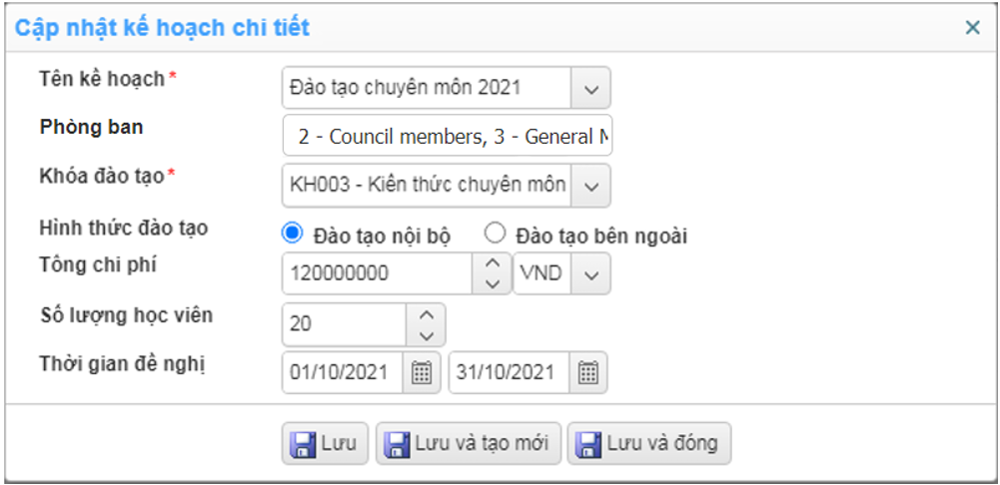 Cập nhật kế hoạch chi tiết
Tên kề hoạch *
Đào tạo chuyên môn 2021
Phòng ban
2 - Council members, 3 - General
Khóa đào tạo *
KH003 - Kiên thức chuyên môn
Hình thức đào tạo
Đào tạo nội bộ
Đào tạo bên ngoài
Tông chi phí
120000000
VND
Số lượng học viên
20
Thời gian đề nghị
01/10/2021
31/10/2021
Lưu
Lưu và tạo mới
Lưu và đóng